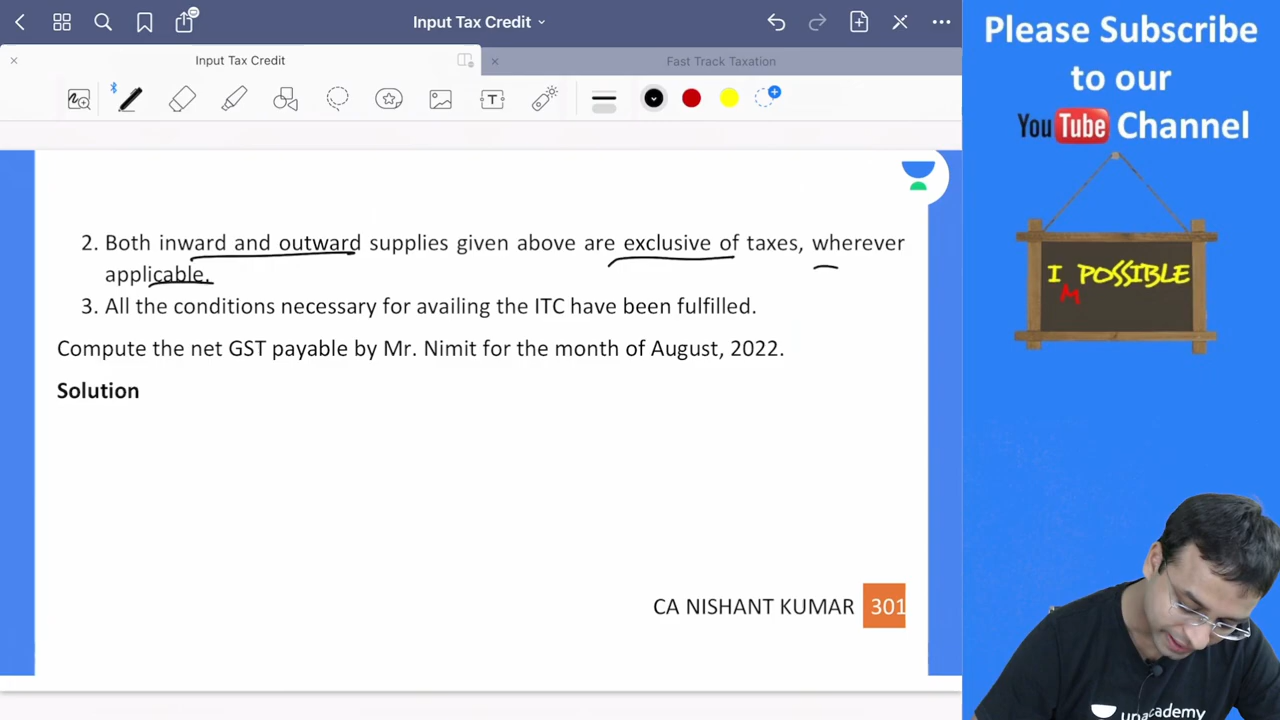 Input Tax Credit
Input Tax Credit
Fast Track Taxation
T
2. Both inward and outward supplies given above are exclusive of taxes, wherever
applicable.
3. All the conditions necessary for availing the ITC have been fulfilled.
Compute the net GST payable by Mr. Nimit for the month of August, 2022.
Solution
CA NISHANT KUMAR 301
Please Subscribe
to our
YouTube Channel
I POSSIBLE
M
unacademy